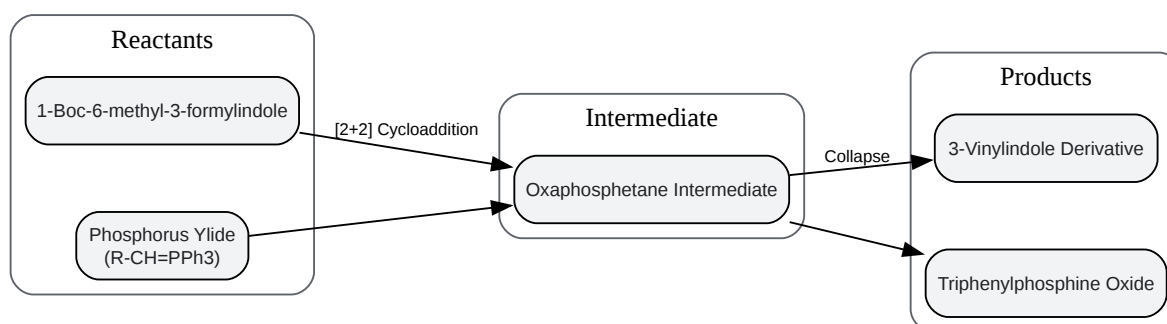 Reactants
1-Boc-6-methyl-3-formylindole
Phosphorus Ylide
(R-CH=PPh3)
[2+2] Cycloaddition
Intermediate
Oxaphosphetane Intermediate
Collapse
Products
3-Vinylindole Derivative
Triphenylphosphine Oxide